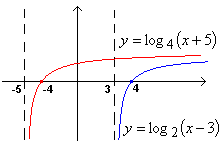 y = log₄(x+5)
-5 -4 3 4
y = log₂(x−3)